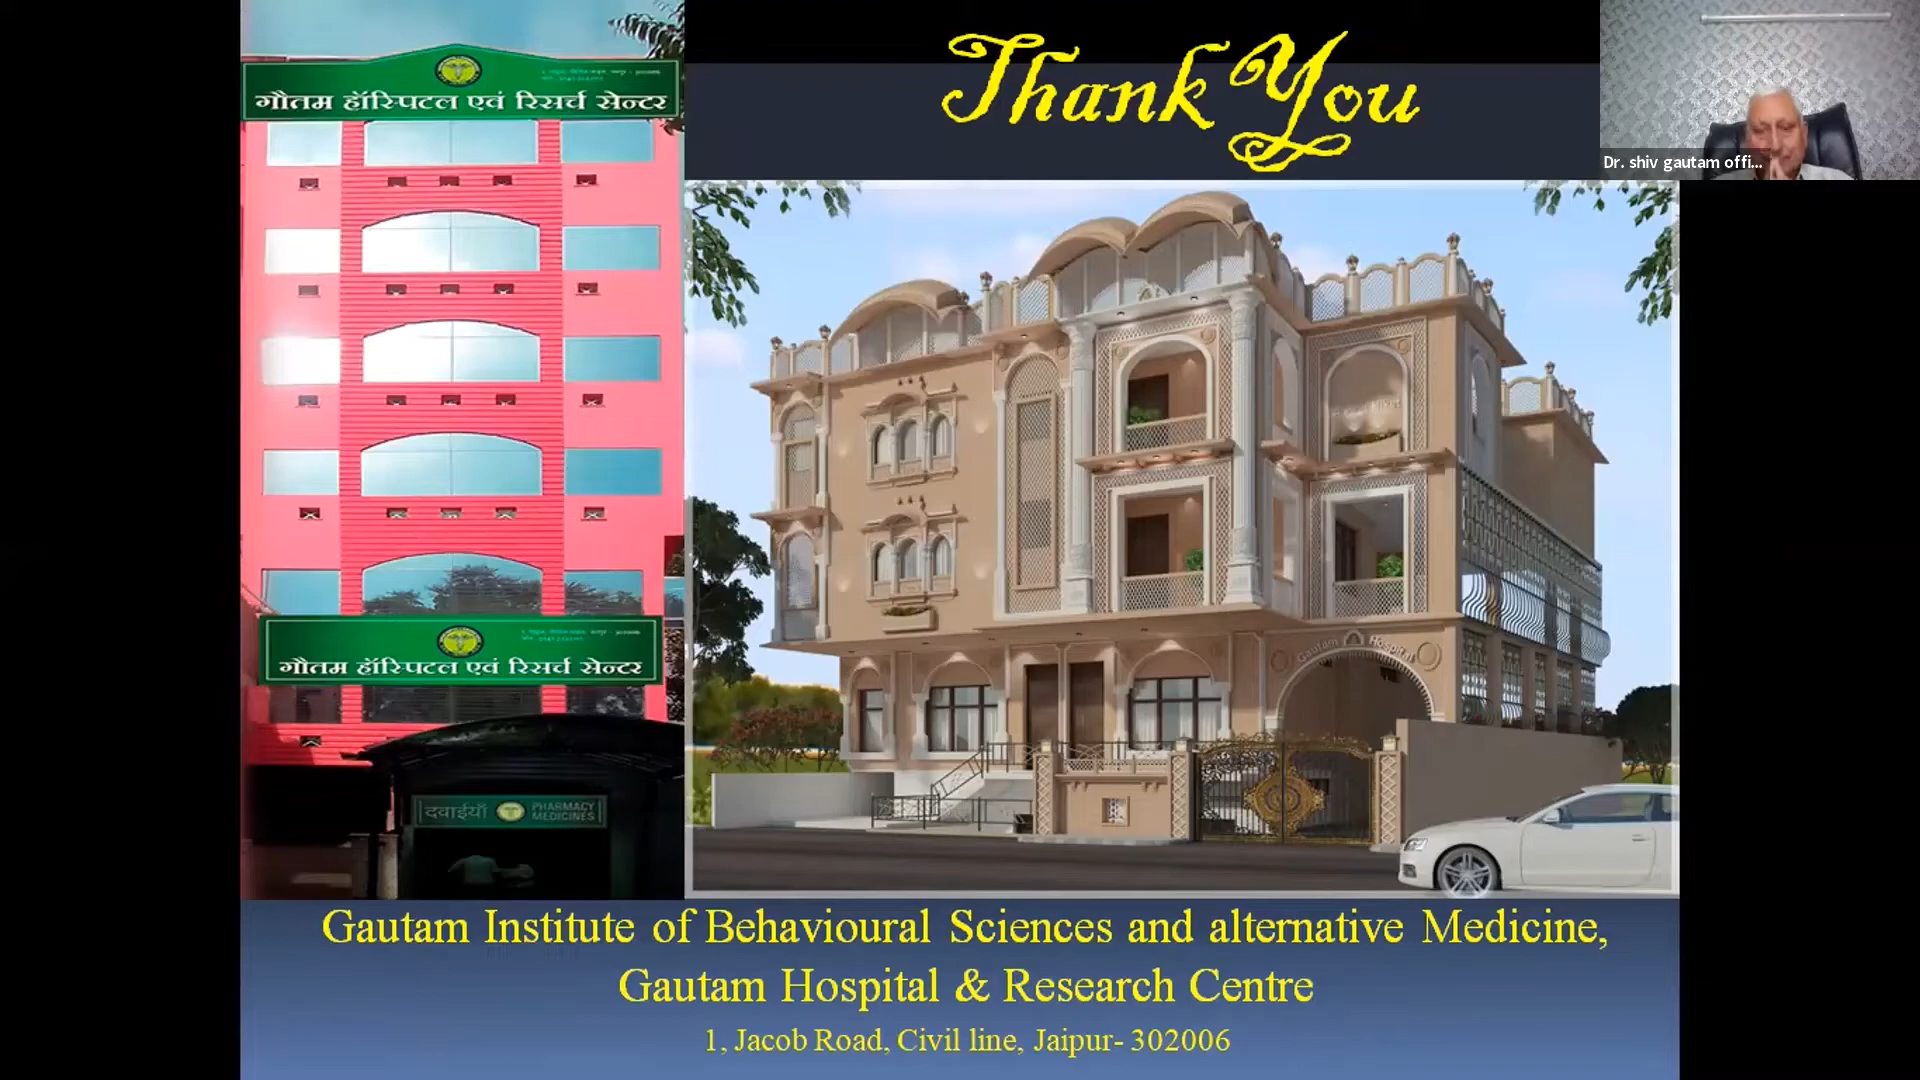 Thank You
Dr. shiv gautam offi...
गौतम हॉस्पिटल एवं रिसर्च सेन्टर
गौतम हॉस्पिटल एवं रिसर्च सेन्टर
दवाईयाँ
PHARMACY
MEDICINES
Gautam Hospital
Gautam Institute of Behavioural Sciences and alternative Medicine,
Gautam Hospital & Research Centre
1, Jacob Road, Civil line, Jaipur- 302006